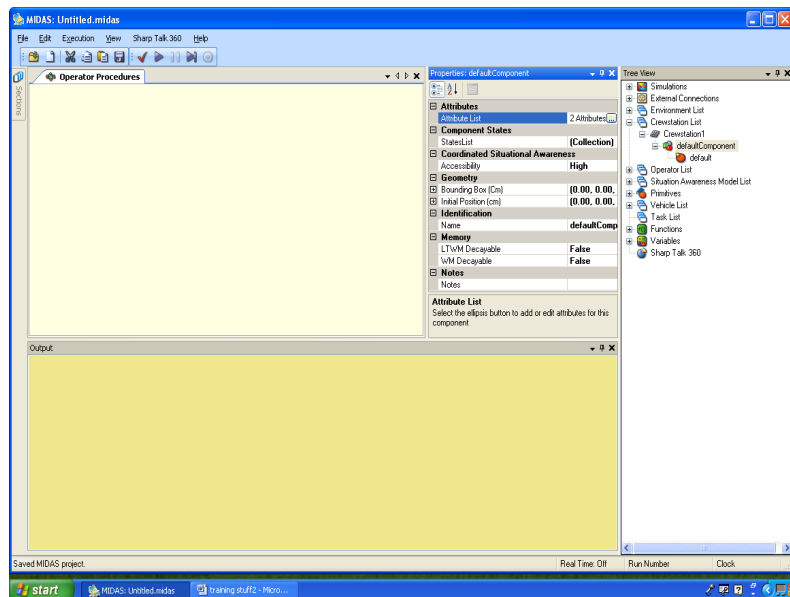 MIDAS: Untitled.midas
File Edit Execution View Sharp Talk 360 Help
Sections
Operator Procedures
Properties: defaultComponent
Attributes
Attribute List 2 Attributes ...
Component States
StatesList (Collection)
Coordinated Situational Awareness
Accessibility High
Geometry
Bounding Box (Cm) (0.00, 0.00,
Initial Position (cm) (0.00, 0.00,
Identification
Name defaultComp
Memory
LTWM Decayable False
WM Decayable False
Notes
Notes
Attribute List
Select the ellipsis button to add or edit attributes for this
component
Tree View
Simulations
External Connections
Environment List
Crewstation List
Crewstation1
defaultComponent
default
Operator List
Situation Awareness Model List
Primitives
Vehicle List
Task List
Functions
Variables
Sharp Talk 360
Output
Saved MIDAS project. Real Time: Off Run Number Clock
start MIDAS: Untitled.midas training stuff2 - Micro...